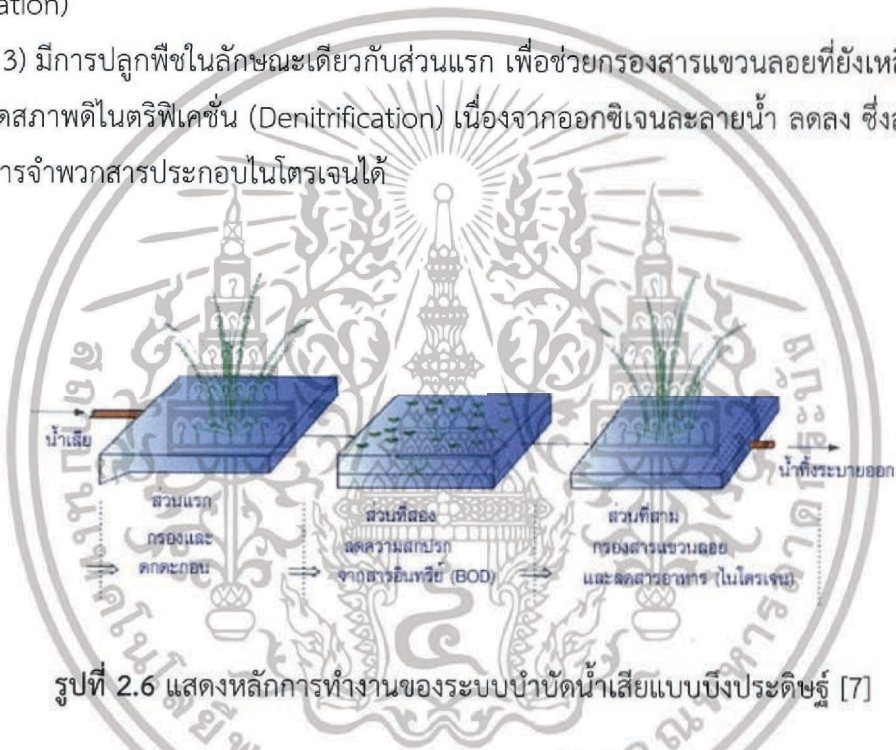 ation)
3) มีการปลูกพืชในลักษณะเดียวกับส่วนแรก เพื่อช่วยกรองสารแขวนลอยที่ยังเหลื
ดสภาพดีไนตริฟิเคชั่น (Denitrification) เนื่องจากออกซิเจนละลายน้ำ ลดลง ซึ่งส
การจำพวกสารประกอบไนโตรเจนได้
น้ำเสีย
น้ำทิ้งระบายออก
ส่วนแรก
กรองและ
ตกตะกอน
ส่วนที่สอง
ลดความสกปรก
จากสารอินทรีย์ (BOD)
ส่วนที่สาม
กรองสารแขวนลอย
และลดสารอาหาร (ไนโตรเจน)
รูปที่ 2.6 แสดงหลักการทำงานของระบบบำบัดน้ำเสียแบบบึงประดิษฐ์ [7]